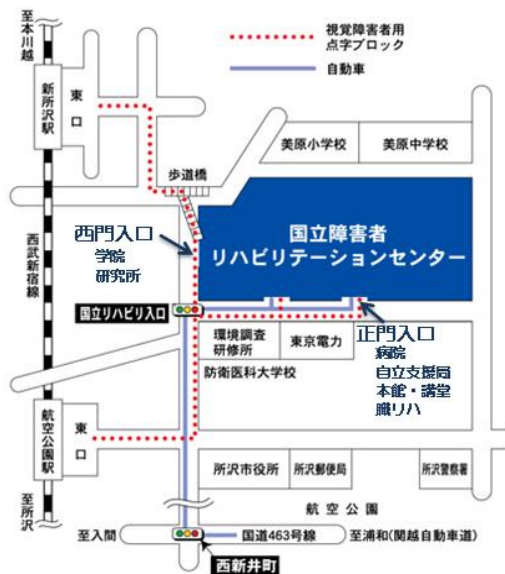 至本川越
視覚障害者用
点字ブロック
自動車
新所沢駅
東口
美原小学校
美原中学校
歩道橋
西門入口
学院
研究所
国立障害者
リハビリテーションセンター
西武新宿線
国立リハビリ入口
環境調査
研修所
東京電力
正門入口
病院
自立支援局
本館・講堂
職リハ
防衛医科大学校
航空公園駅
東口
所沢市役所
所沢郵便局
所沢警察署
至所沢
航空公園
至入間
国道463号線
至浦和(関越自動車道)
西新井町